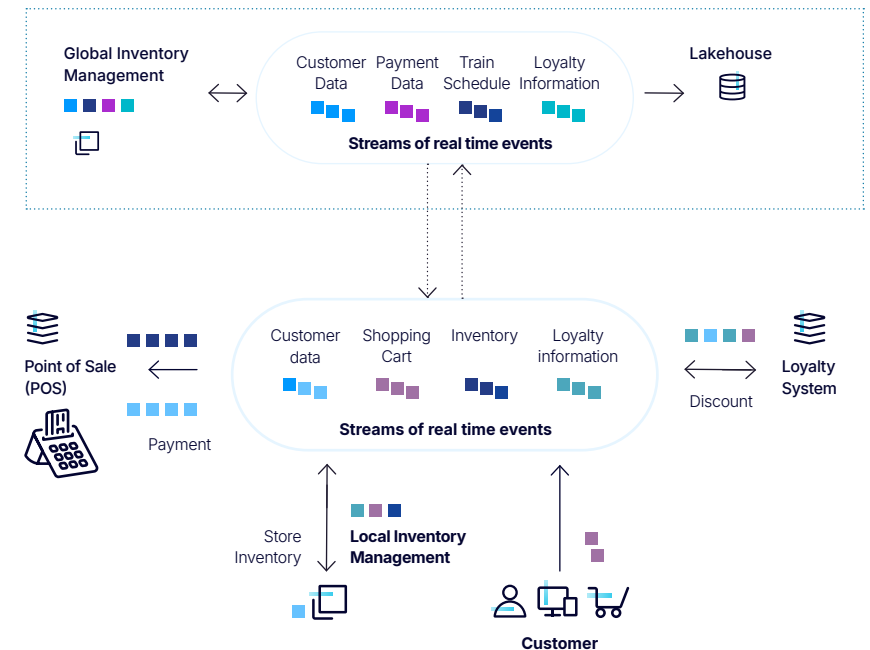 Global Inventory
Management
Customer
Data
Payment
Data
Train
Schedule
Loyalty
Information
Streams of real time events
Lakehouse
Point of Sale
(POS)
Payment
Customer
data
Shopping
Cart
Inventory
Loyalty
information
Streams of real time events
Discount
Loyalty
System
Store
Inventory
Local Inventory
Management
Customer